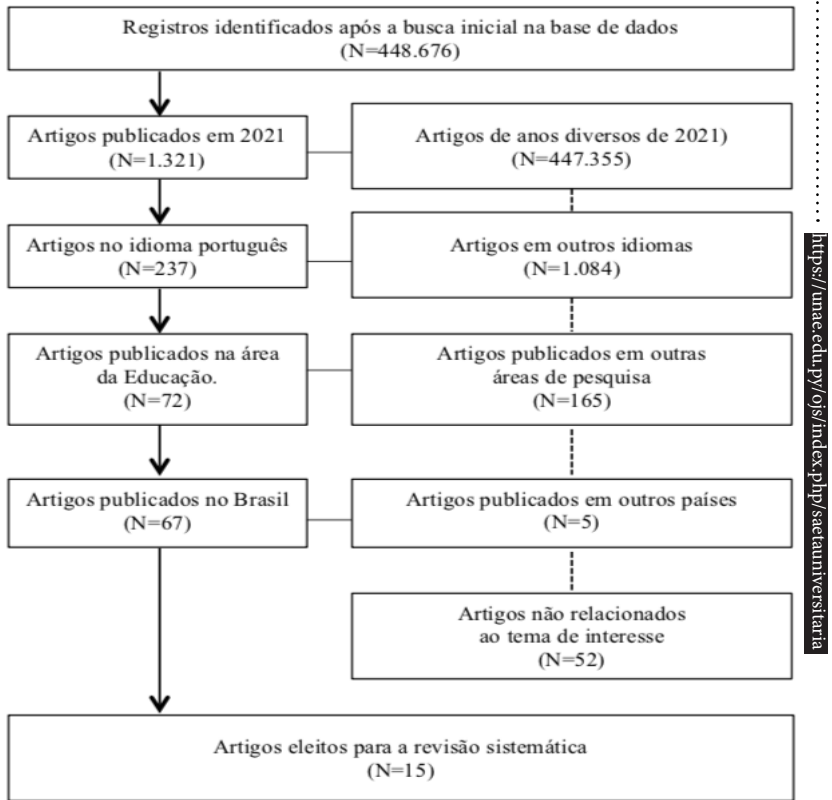 Registros identificados após a busca inicial na base de dados
(N=448.676)
Artigos publicados em 2021
(N=1.321)
Artigos de anos diversos de 2021)
(N=447.355)
Artigos no idioma português
(N=237)
Artigos em outros idiomas
(N=1.084)
Artigos publicados na área
da Educação.
(N=72)
Artigos publicados em outras
áreas de pesquisa
(N=165)
Artigos publicados no Brasil
(N=67)
Artigos publicados em outros países
(N=5)
Artigos não relacionados
ao tema de interesse
(N=52)
Artigos eleitos para a revisão sistemática
(N=15)
https://unae.edu.py/ojs/index.php/saetauniversitaria